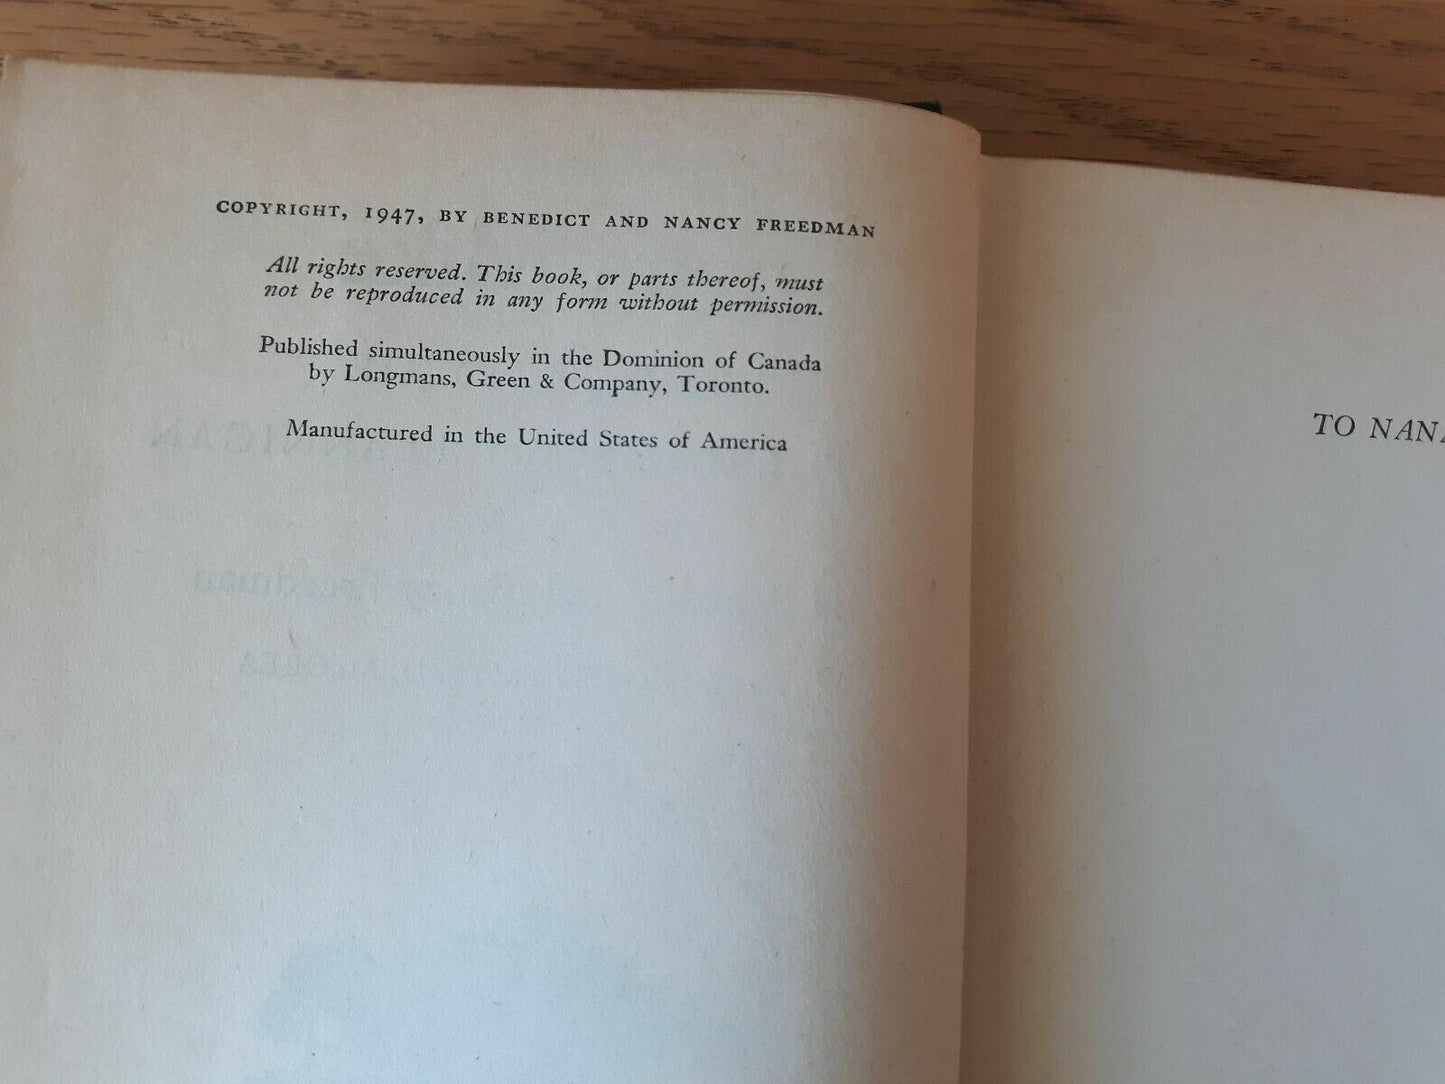 COPYRIGHT, 1947, BY BENEDICT AND NANCY FREEDMAN
All rights reserved. This book, or parts thereof, must
not be reproduced in any form without permission.
Published simultaneously in the Dominion of Canada
by Longmans, Green & Company, Toronto.
Manufactured in the United States of America
TO NANA